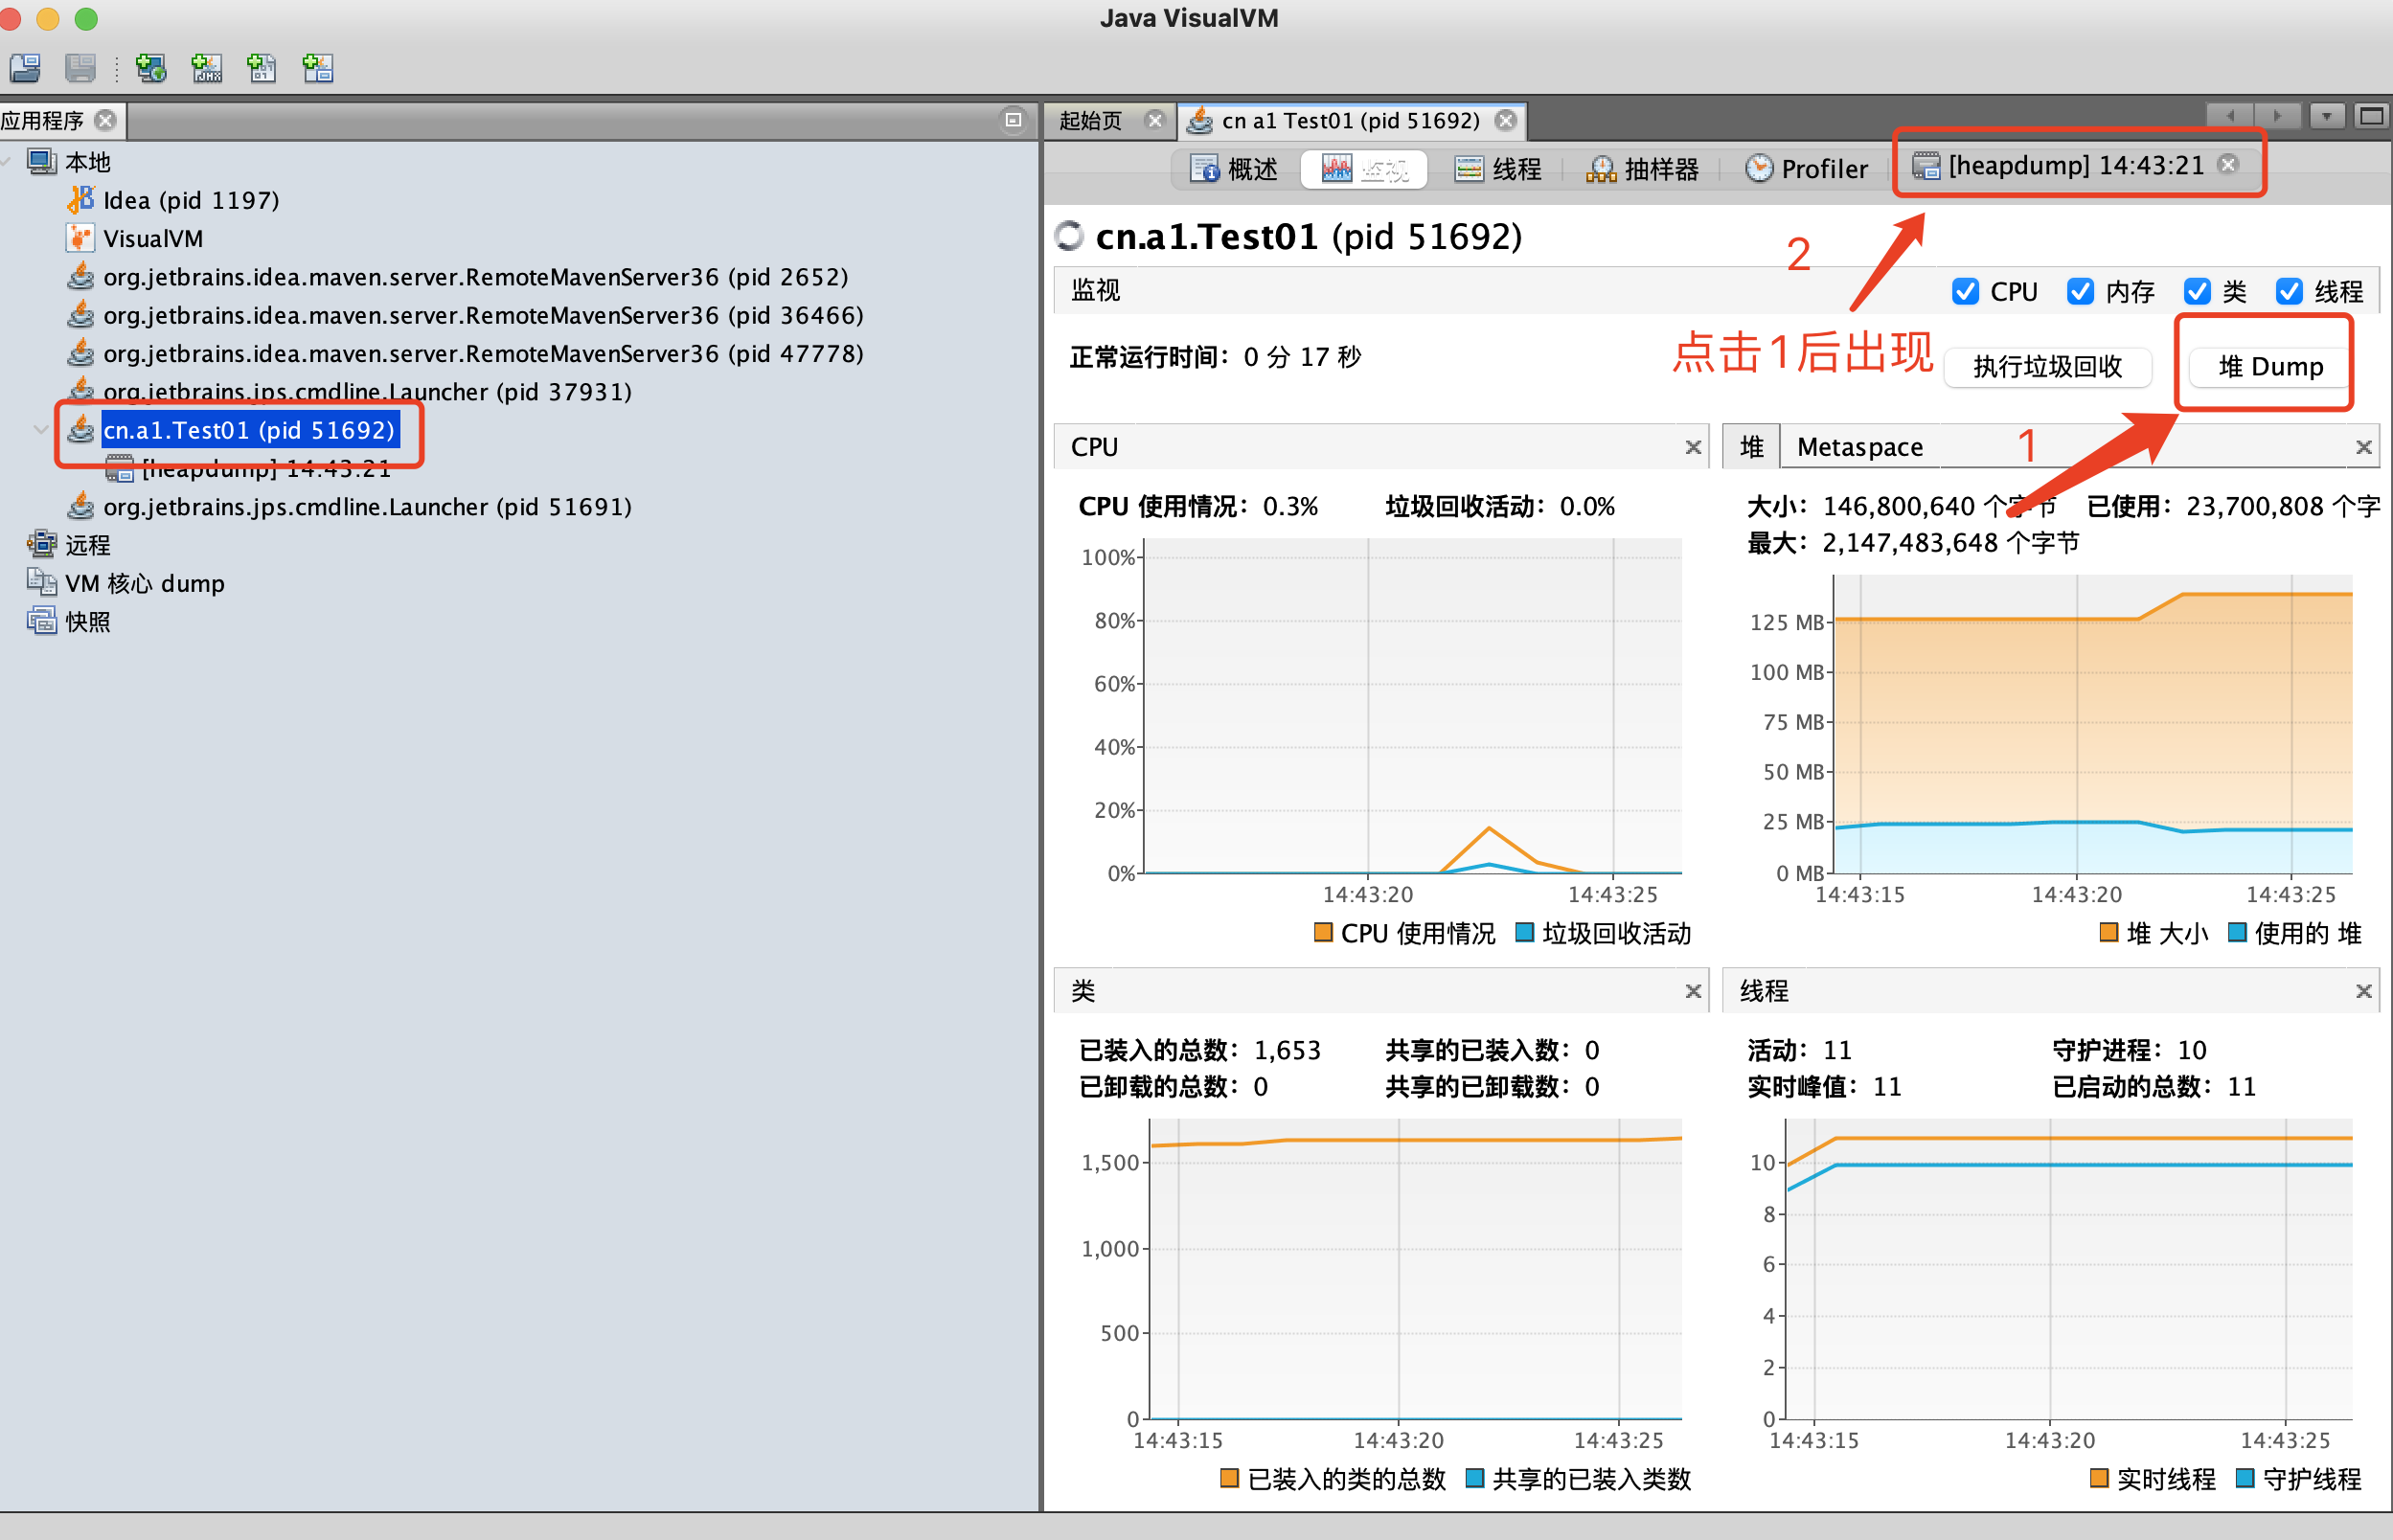 Java VisualVM
应用程序
本地
Idea (pid 1197)
VisualVM
org.jetbrains.idea.maven.server.RemoteMavenServer36 (pid 2652)
org.jetbrains.idea.maven.server.RemoteMavenServer36 (pid 36466)
org.jetbrains.idea.maven.server.RemoteMavenServer36 (pid 47778)
org.jetbrains.jps.cmdline.Launcher (pid 37931)
cn.a1.Test01 (pid 51692)
[heapdump] 14:43:21
org.jetbrains.jps.cmdline.Launcher (pid 51691)
远程
VM 核心 dump
快照
起始页
cn a1 Test01 (pid 51692)
概述 监视 线程 抽样器 Profiler [heapdump] 14:43:21
cn.a1.Test01 (pid 51692)
2
监视
CPU 内存 类 线程
正常运行时间：0 分 17 秒
点击1后出现
执行垃圾回收
堆 Dump
1
CPU
CPU 使用情况：0.3% 垃圾回收活动：0.0%
100%
80%
60%
40%
20%
0%
14:43:20 14:43:25
CPU 使用情况 垃圾回收活动
堆 Metaspace
大小：146,800,640 个字节 已使用：23,700,808 个字
最大：2,147,483,648 个字节
125 MB
100 MB
75 MB
50 MB
25 MB
0 MB
14:43:15 14:43:20 14:43:25
堆 大小 使用的 堆
类
已装入的总数：1,653 共享的已装入数：0
已卸载的总数：0 共享的已卸载数：0
1,500
1,000
500
0
14:43:15 14:43:20 14:43:25
已装入的类的总数 共享的已装入类数
线程
活动：11 守护进程：10
实时峰值：11 已启动的总数：11
10
8
6
4
2
0
14:43:15 14:43:20 14:43:25
实时线程 守护线程